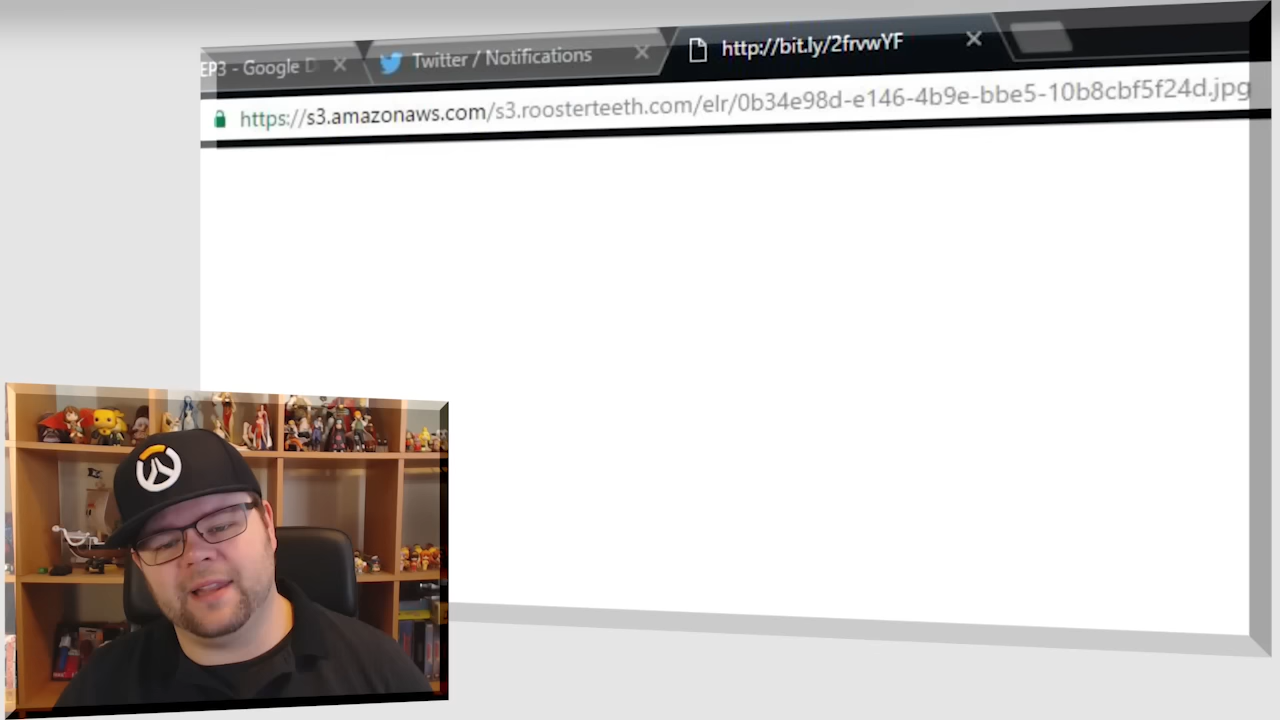 EP3 - Google D
Twitter / Notifications
http://bit.ly/2frvwYF
https://s3.amazonaws.com/s3.roosterteeth.com/elr/0b34e98d-e146-4b9e-bbe5-10b8cbf5f24d.jpg